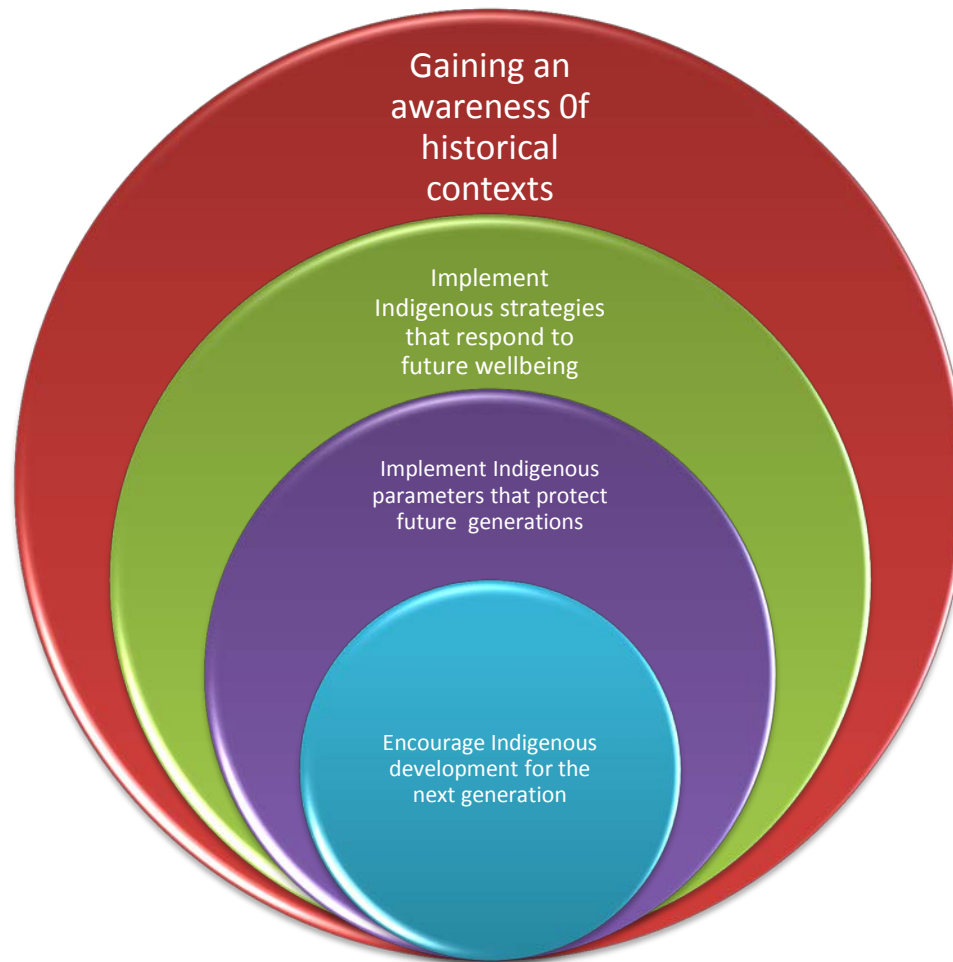 Gaining an
awareness 0f
historical
contexts
Implement
Indigenous strategies
that respond to
future wellbeing
Implement Indigenous
parameters that protect
future  generations
Encourage Indigenous
development for the
next generation